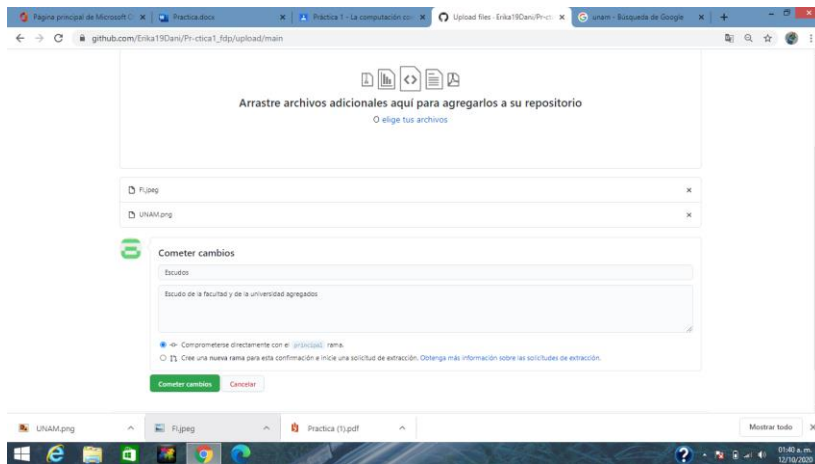 Página principal de Microsoft O
Practica.docx
Práctica 1 - La computación co
Upload files · Erika19Dani/Pr-ct
unam - Búsqueda de Google
github.com/Erika19Dani/Pr-ctica1_fdp/upload/main
Arrastre archivos adicionales aquí para agregarlos a su repositorio
O elige tus archivos
FI.jpeg
UNAM.png
Cometer cambios
Escudos
Escudo de la facultad y de la universidad agregados
Comprometerse directamente con el principal rama.
Cree una nueva rama para esta confirmación e inicie una solicitud de extracción. Obtenga más información sobre las solicitudes de extracción.
Cometer cambios Cancelar
UNAM.png
FI.jpeg
Practica (1).pdf
Mostrar todo
01:40 a. m.
12/10/2020